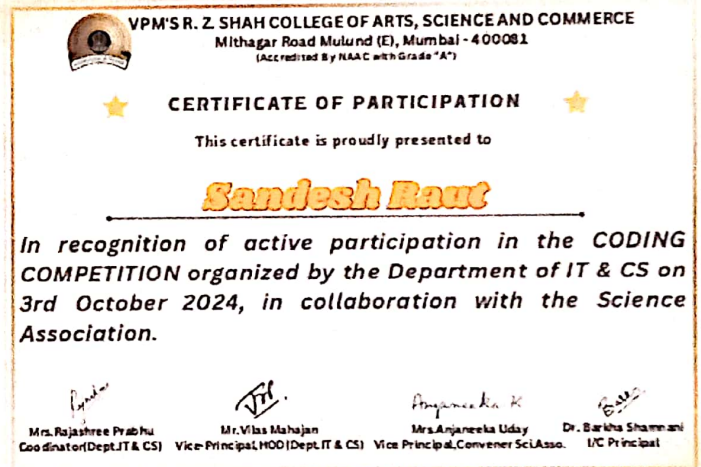 VPM'S R. Z. SHAH COLLEGE OF ARTS, SCIENCE AND COMMERCE
Mithagar Road Mulund (E), Mumbai - 400081
(Accredited By NAAC with Grade "A")
CERTIFICATE OF PARTICIPATION
This certificate is proudly presented to
Sandesh Raut
In recognition of active participation in the CODING
COMPETITION organized by the Department of IT & CS on
3rd October 2024, in collaboration with the Science
Association.
Anjaneeka K
Mrs. Rajashree Prabhu
Coodinator(Dept.IT & CS)
Mr. Vilas Mahajan
Vice-Principal, HOD (Dept. IT & CS)
Mrs Anjaneeka Uday
Vice Principal, Convener Sci.Asso.
Dr. Barkha Shamnani
I/C Principal